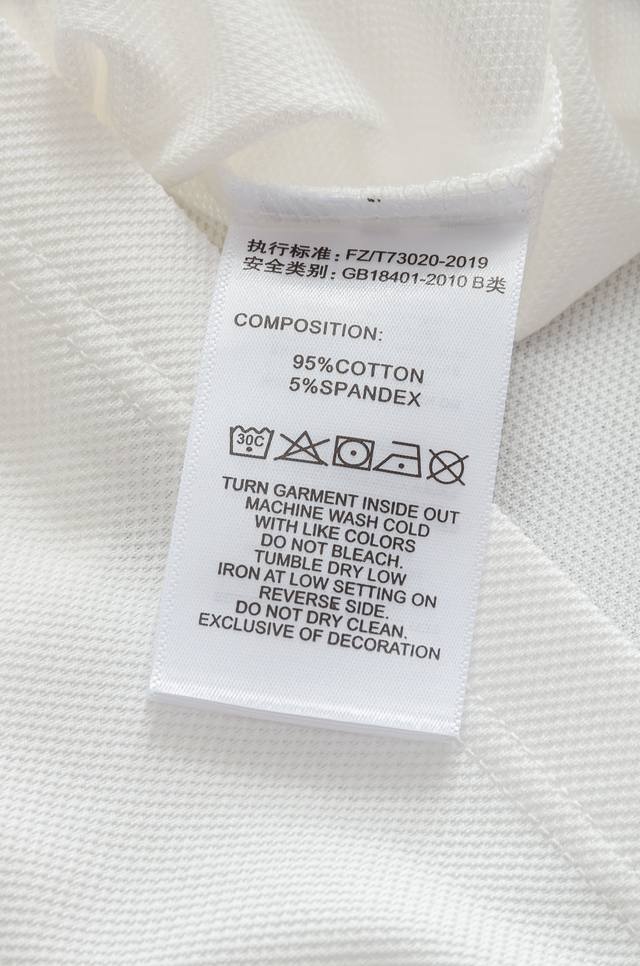 执行标准：FZ/T73020-2019
安全类别：GB18401-2010 B类
COMPOSITION:
95%COTTON
5%SPANDEX
30C
TURN GARMENT INSIDE OUT
MACHINE WASH COLD
WITH LIKE COLORS
DO NOT BLEACH.
TUMBLE DRY LOW
IRON AT LOW SETTING ON
REVERSE SIDE.
DO NOT DRY CLEAN.
EXCLUSIVE OF DECORATION